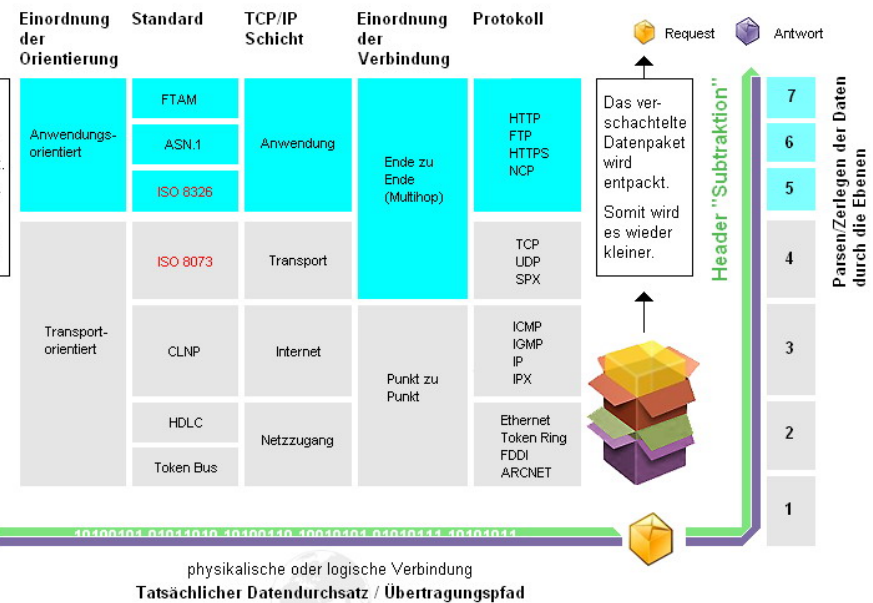 Einordnung der Orientierung
Standard
TCP/IP Schicht
Einordnung der Verbindung
Protokoll
Request
Antwort
Anwendungs-
orientiert
FTAM
ASN.1
ISO 8326
Anwendung
Ende zu
Ende
(Multihop)
HTTP
FTP
HTTPS
NCP
Das ver-
schachtelte
Datenpaket
wird
entpackt.
Somit wird
es wieder
kleiner.
Header "Subtraktion"
7
6
5
4
3
2
1
Parsen/Zerlegen der Daten
durch die Ebenen
Transport-
orientiert
ISO 8073
Transport
TCP
UDP
SPX
CLNP
Internet
Punkt zu
Punkt
ICMP
IGMP
IP
IPX
HDLC
Token Bus
Netzzugang
Ethernet
Token Ring
FDDI
ARCNET
physikalische oder logische Verbindung
Tatsächlicher Datendurchsatz / Übertragungspfad